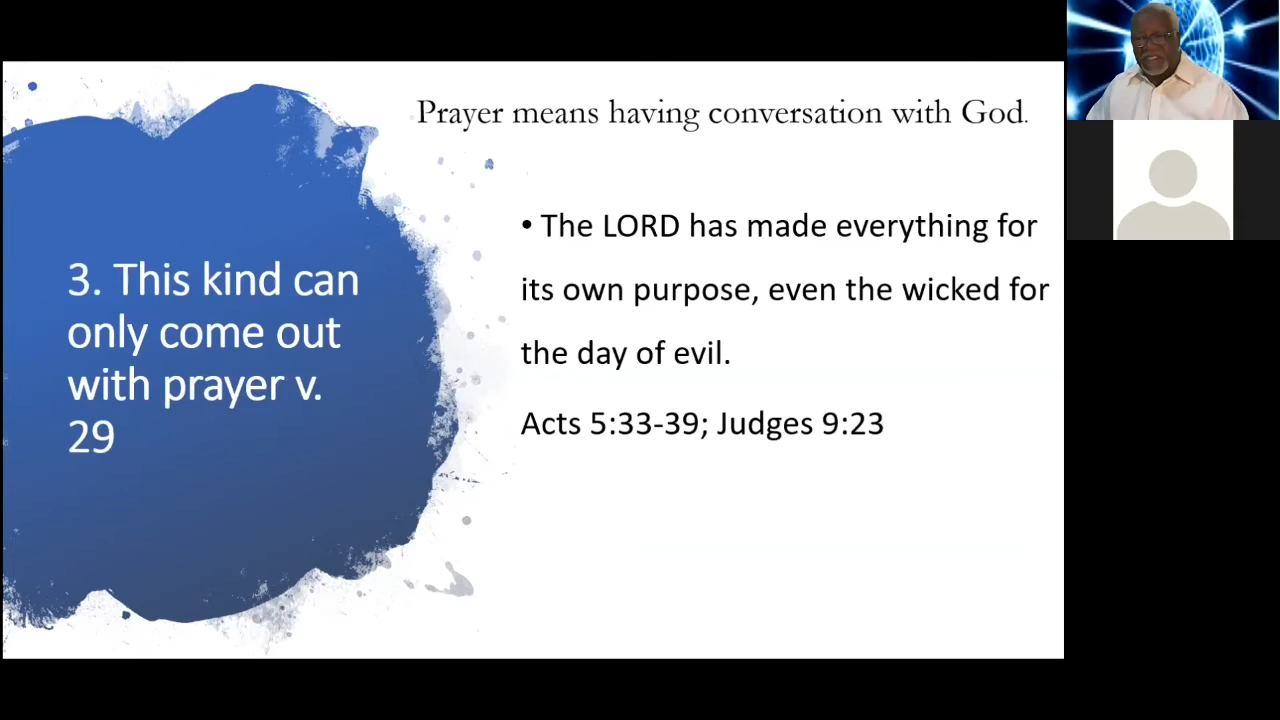 Prayer means having conversation with God.
3. This kind can
only come out
with prayer v.
29
• The LORD has made everything for
its own purpose, even the wicked for
the day of evil.
Acts 5:33-39; Judges 9:23